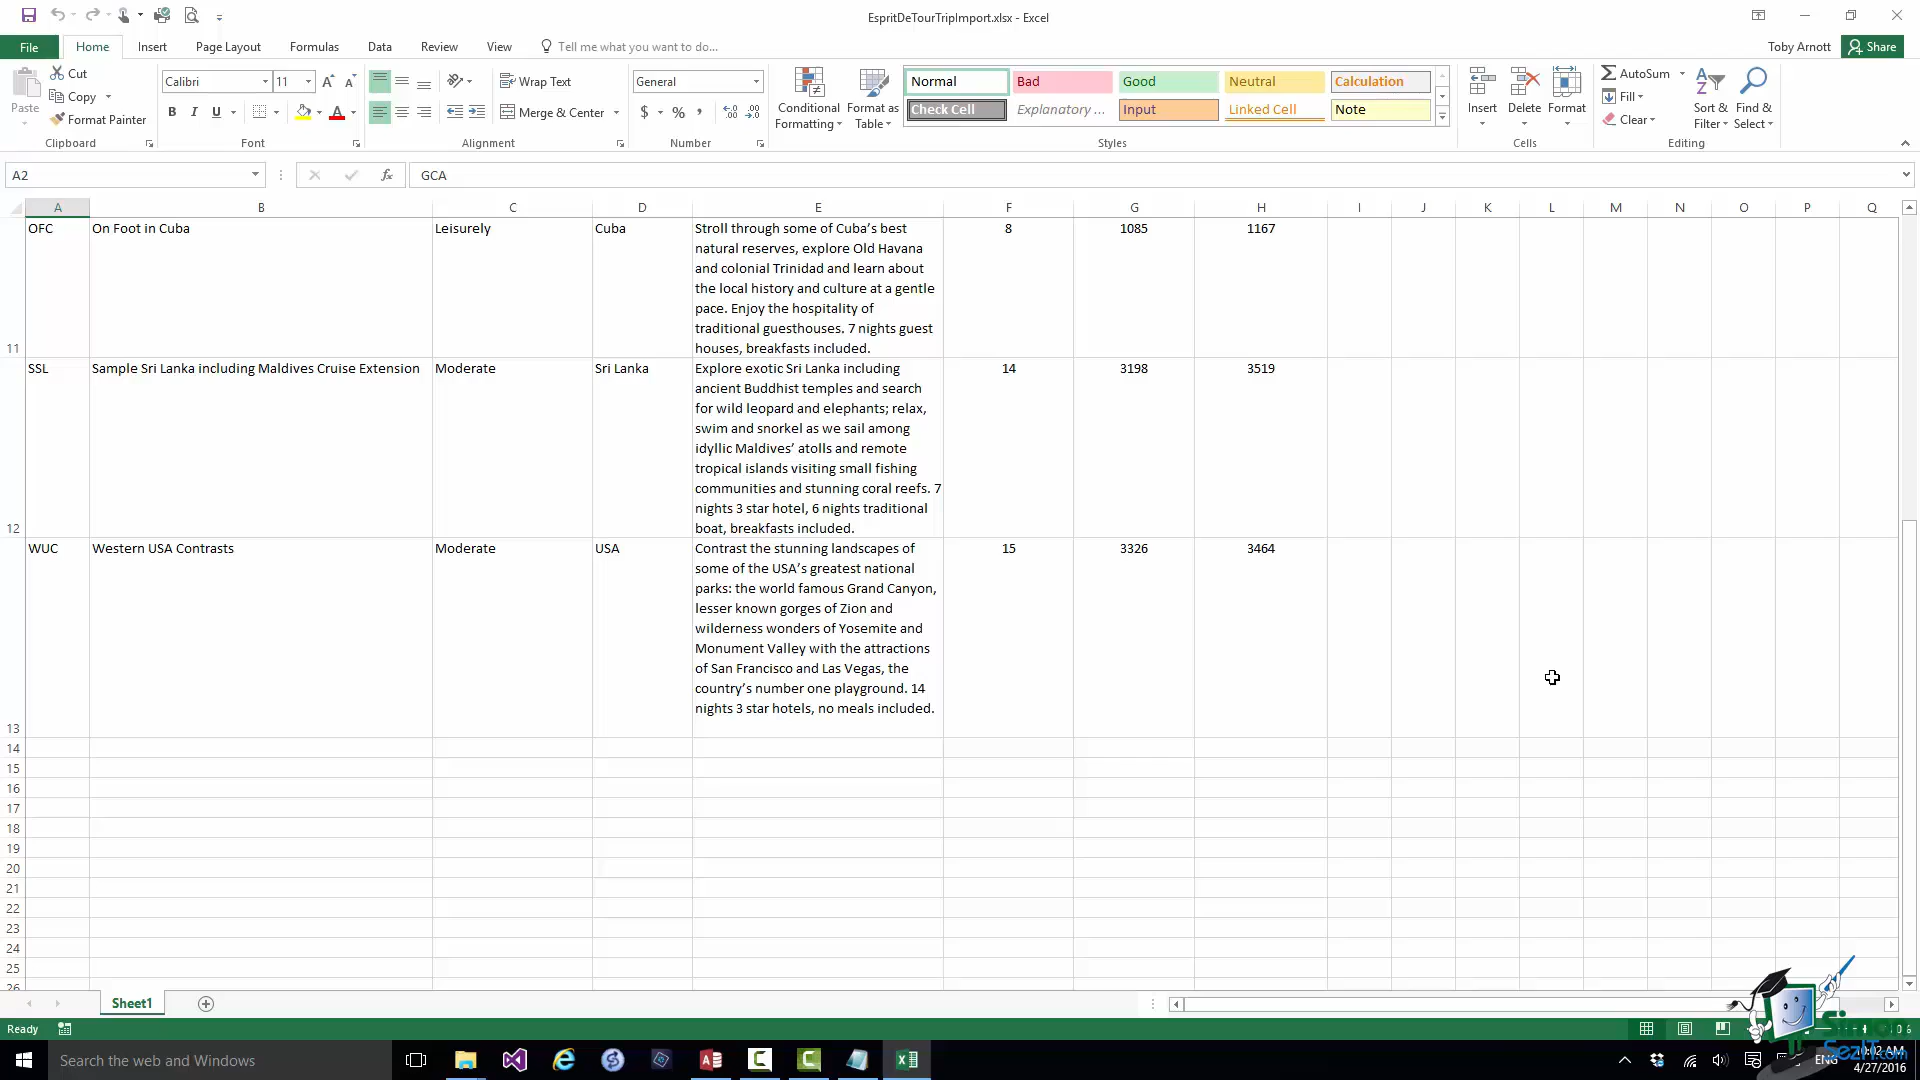 EspritDeTourTripImport.xlsx - Excel
File Home Insert Page Layout Formulas Data Review View Tell me what you want to do... Toby Arnott Share
Paste
Cut
Copy
Format Painter
Clipboard
Calibri 11
B I U
Font
Wrap Text
Merge & Center
Alignment
General
$ % ,
Number
Conditional Formatting
Format as Table
Normal Bad Good Neutral Calculation
Check Cell Explanatory ... Input Linked Cell Note
Styles
Insert Delete Format
Cells
AutoSum
Fill
Clear
Sort & Filter
Find & Select
Editing
A2 fx GCA
A B C D E F G H I J K L M N O P Q
OFC On Foot in Cuba Leisurely Cuba Stroll through some of Cuba’s best 8 1085 1167
natural reserves, explore Old Havana
and colonial Trinidad and learn about
the local history and culture at a gentle
pace. Enjoy the hospitality of
traditional guesthouses. 7 nights guest
11 houses, breakfasts included.
SSL Sample Sri Lanka including Maldives Cruise Extension Moderate Sri Lanka Explore exotic Sri Lanka including 14 3198 3519
ancient Buddhist temples and search
for wild leopard and elephants; relax,
swim and snorkel as we sail among
idyllic Maldives’ atolls and remote
tropical islands visiting small fishing
communities and stunning coral reefs. 7
nights 3 star hotel, 6 nights traditional
12 boat, breakfasts included.
WUC Western USA Contrasts Moderate USA Contrast the stunning landscapes of 15 3326 3464
some of the USA’s greatest national
parks: the world famous Grand Canyon,
lesser known gorges of Zion and
wilderness wonders of Yosemite and
Monument Valley with the attractions
of San Francisco and Las Vegas, the
country’s number one playground. 14
nights 3 star hotels, no meals included.
13
14
15
16
17
18
19
20
21
22
23
24
25
26
Sheet1
Ready
Search the web and Windows
ENG
10:02 AM
4/27/2016